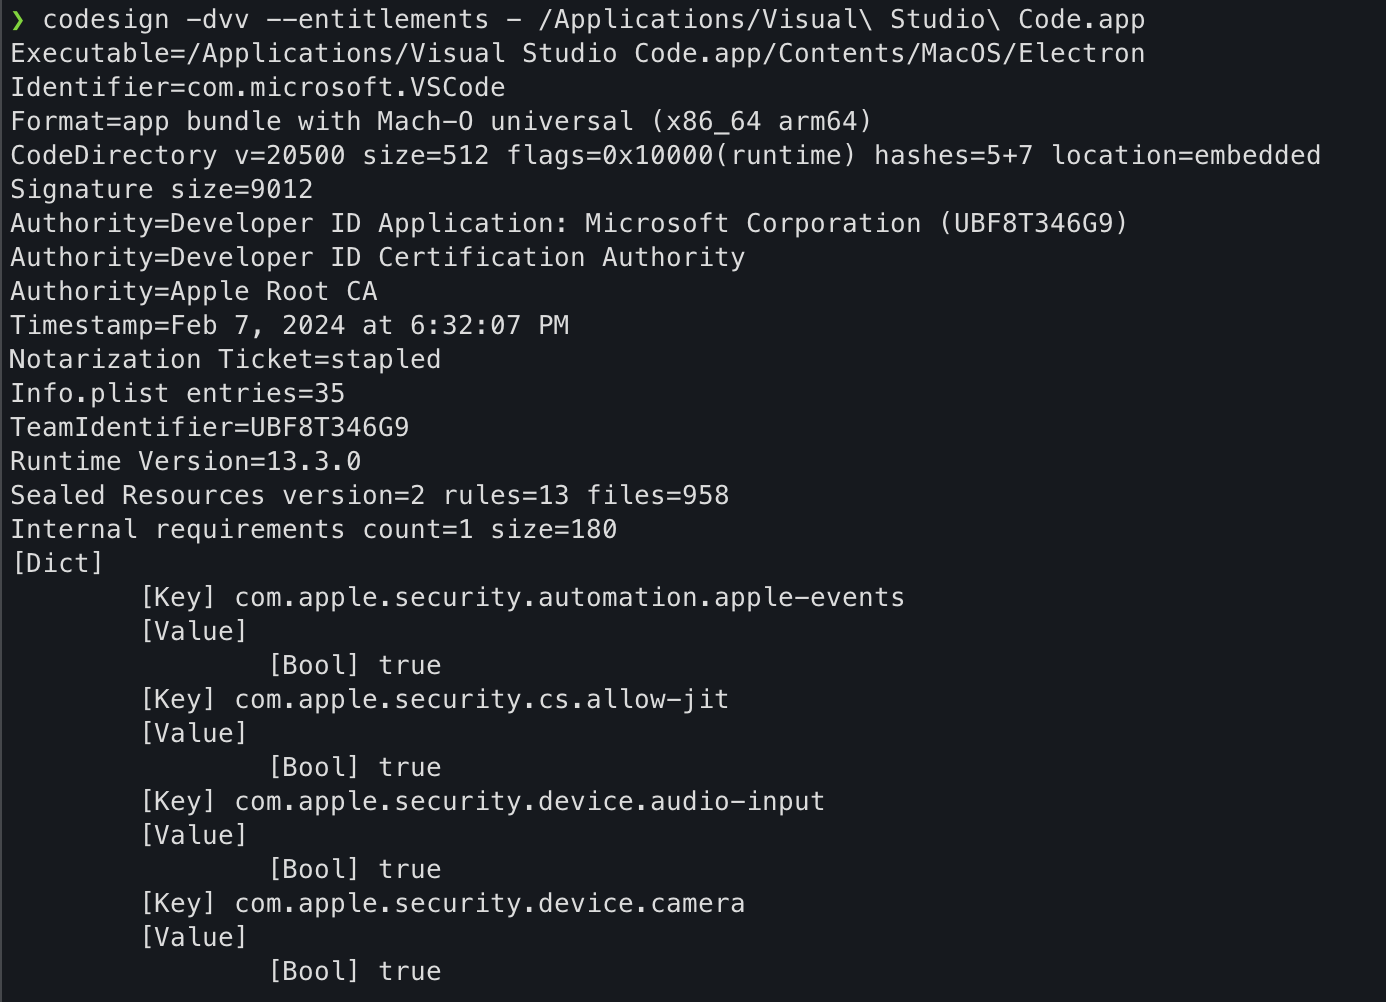 ❯ codesign -dvv --entitlements - /Applications/Visual\ Studio\ Code.app
Executable=/Applications/Visual Studio Code.app/Contents/MacOS/Electron
Identifier=com.microsoft.VSCode
Format=app bundle with Mach-O universal (x86_64 arm64)
CodeDirectory v=20500 size=512 flags=0x10000(runtime) hashes=5+7 location=embedded
Signature size=9012
Authority=Developer ID Application: Microsoft Corporation (UBF8T346G9)
Authority=Developer ID Certification Authority
Authority=Apple Root CA
Timestamp=Feb 7, 2024 at 6:32:07 PM
Notarization Ticket=stapled
Info.plist entries=35
TeamIdentifier=UBF8T346G9
Runtime Version=13.3.0
Sealed Resources version=2 rules=13 files=958
Internal requirements count=1 size=180
[Dict]
[Key] com.apple.security.automation.apple-events
[Value]
[Bool] true
[Key] com.apple.security.cs.allow-jit
[Value]
[Bool] true
[Key] com.apple.security.device.audio-input
[Value]
[Bool] true
[Key] com.apple.security.device.camera
[Value]
[Bool] true